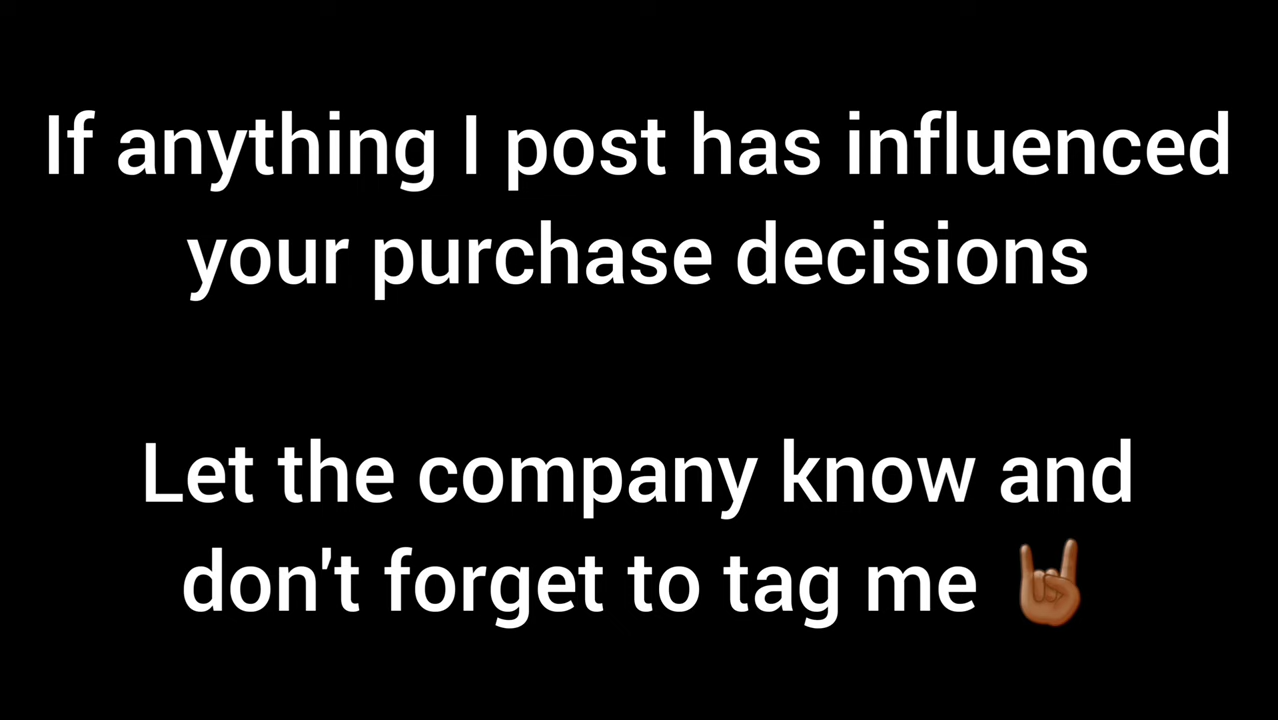 If anything I post has influenced
your purchase decisions
Let the company know and
don't forget to tag me 🤘🏾